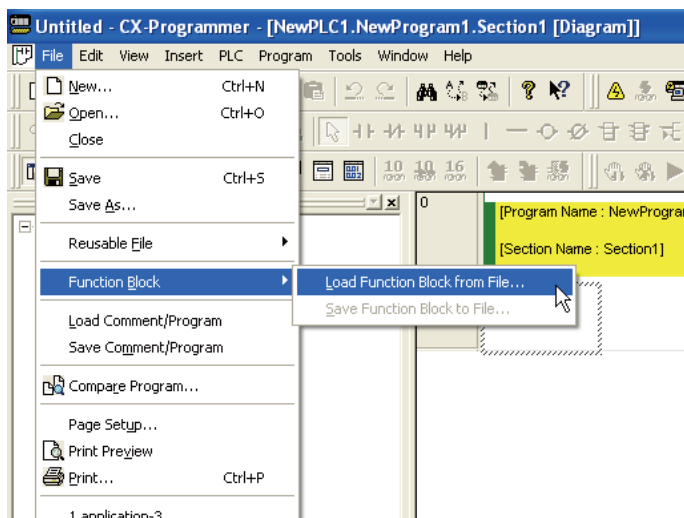 Untitled - CX-Programmer - [NewPLC1.NewProgram1.Section1 [Diagram]]
File Edit View Insert PLC Program Tools Window Help
New... Ctrl+N
Open... Ctrl+O
Close
Save Ctrl+S
Save As...
Reusable File
Function Block
Load Function Block from File...
Save Function Block to File...
Load Comment/Program
Save Comment/Program
Compare Program...
Page Setup...
Print Preview
Print... Ctrl+P
1 application-3
10 10 16
0
[Program Name : NewProgra
[Section Name : Section1]